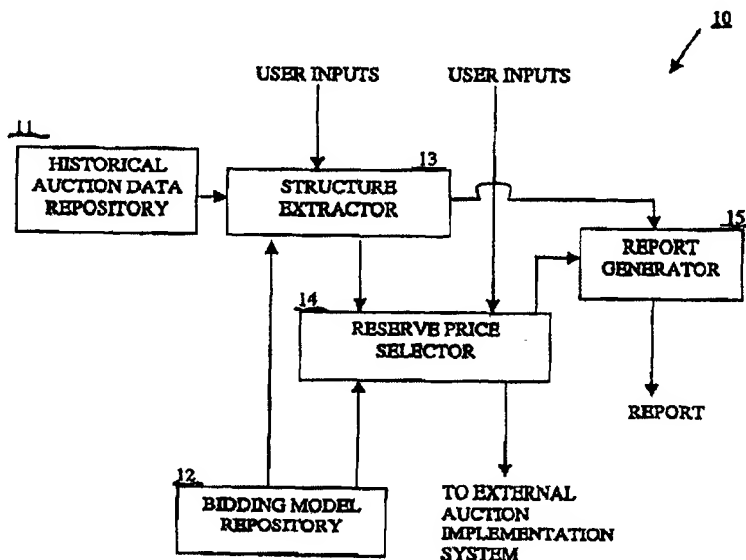 10
USER INPUTS
USER INPUTS
11
HISTORICAL
AUCTION DATA
REPOSITORY
13
STRUCTURE
EXTRACTOR
15
REPORT
GENERATOR
14
RESERVE PRICE
SELECTOR
REPORT
12
BIDDING MODEL
REPOSITORY
TO EXTERNAL
AUCTION
IMPLEMENTATION
SYSTEM